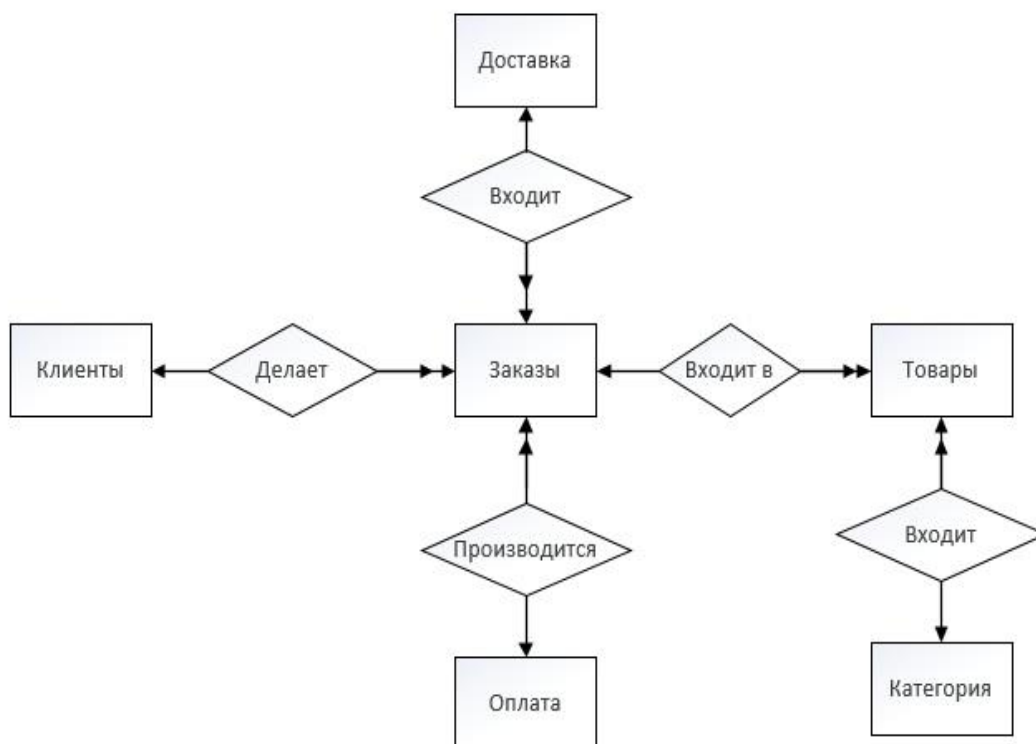 Доставка
Входит
Клиенты
Делает
Заказы
Входит в
Товары
Производится
Входит
Оплата
Категория